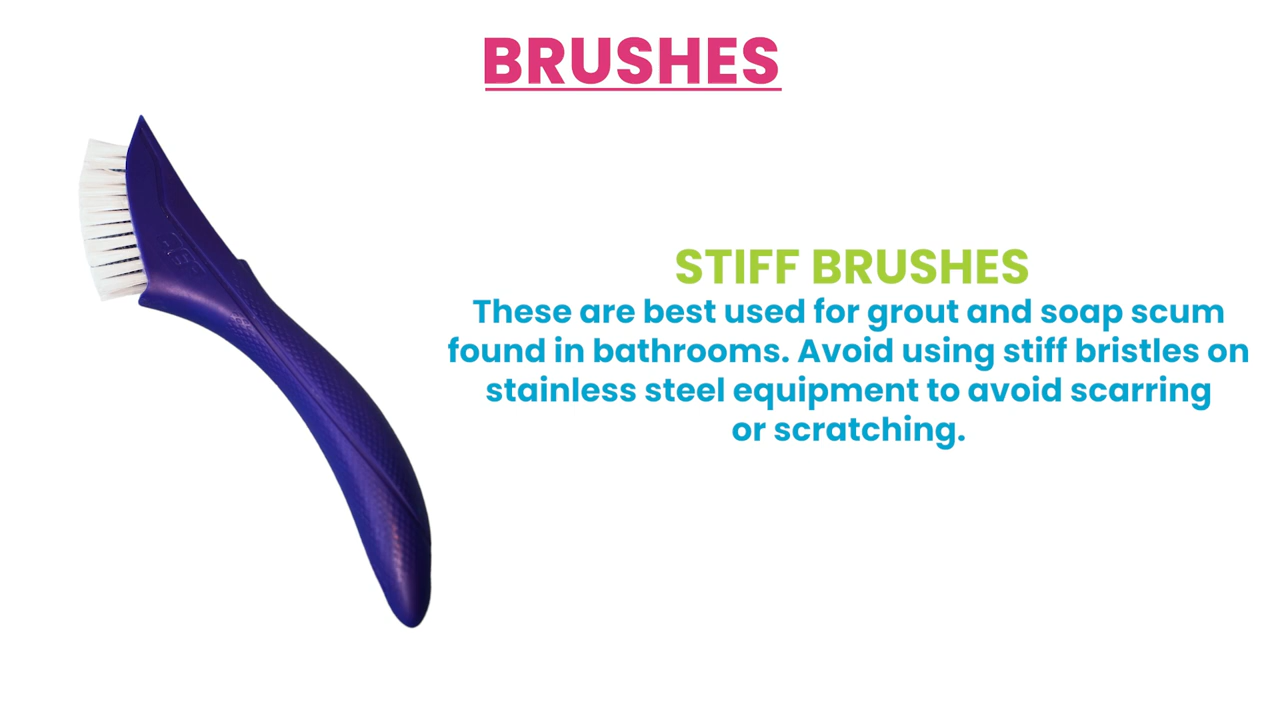 BRUSHES
STIFF BRUSHES
These are best used for grout and soap scum
found in bathrooms. Avoid using stiff bristles on
stainless steel equipment to avoid scarring
or scratching.